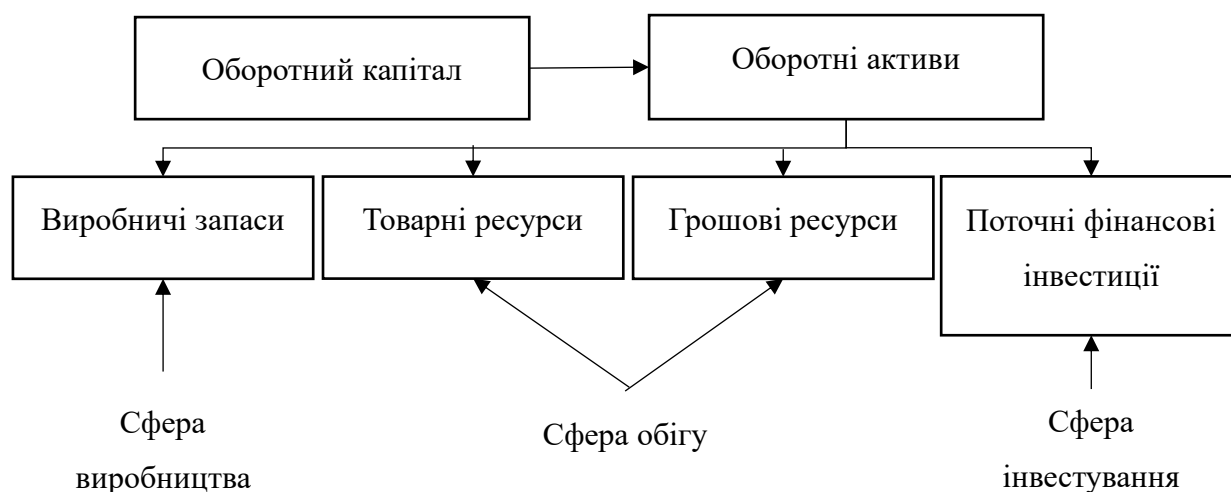 Оборотний капітал
Оборотні активи
Виробничі запаси
Товарні ресурси
Грошові ресурси
Поточні фінансові
інвестиції
Сфера
виробництва
Сфера обігу
Сфера
інвестування